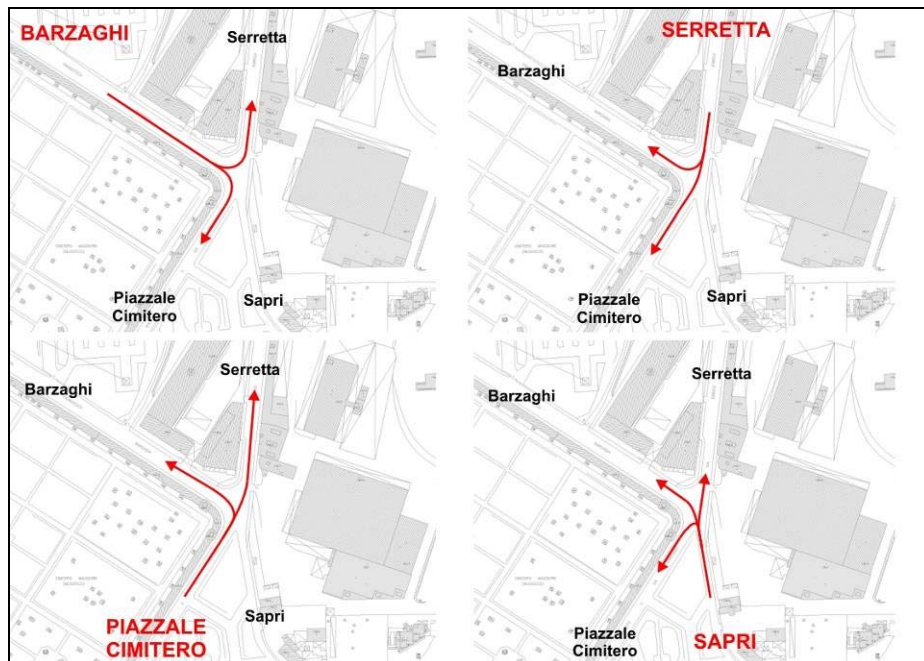 BARZAGHI
Serretta
Piazzale
Cimitero
Sapri
SERRETTA
Barzaghi
Piazzale
Cimitero
Sapri
Barzaghi
Serretta
PIAZZALE
CIMITERO
Sapri
Barzaghi
Serretta
Piazzale
Cimitero
SAPRI